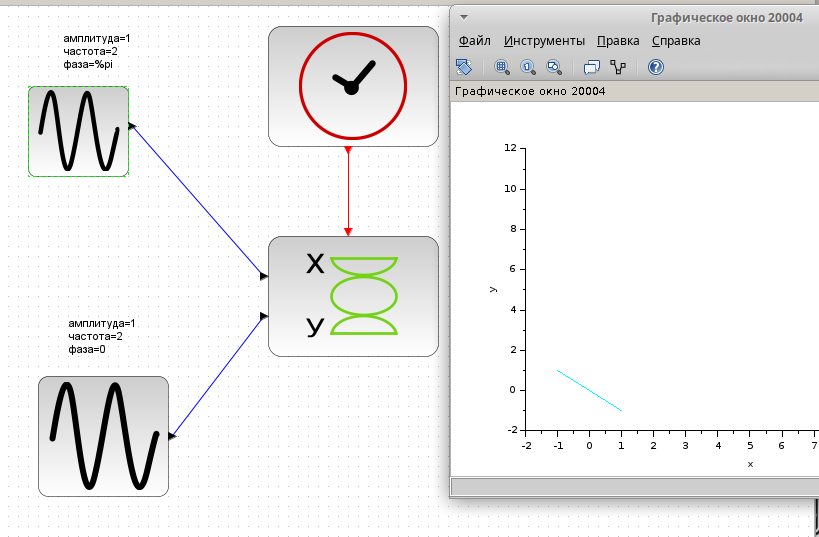 амплитуда=1
частота=2
фаза=%pi
X
y
амплитуда=1
частота=2
фаза=0
Графическое окно 20004
Файл Инструменты Правка Справка
Графическое окно 20004
12
10
8
6
4
2
0
-2
y
-2 -1 0 1 2 3 4 5 6 7
x